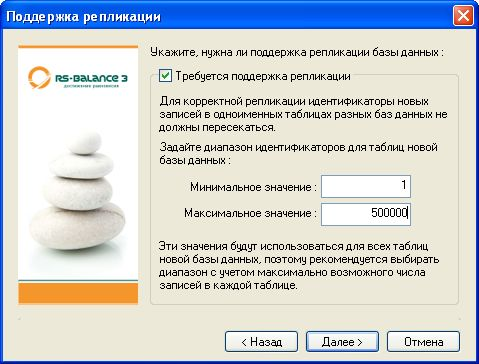 Поддержка репликации
RS-BALANCE 3
достижение равновесия
Укажите, нужна ли поддержка репликации базы данных :
Требуется поддержка репликации
Для корректной репликации идентификаторы новых
записей в одноименных таблицах разных баз данных не
должны пересекаться.
Задайте диапазон идентификаторов для таблиц новой
базы данных :
Минимальное значение : 1
Максимальное значение : 500000
Эти значения будут использоваться для всех таблиц
новой базы данных, поэтому рекомендуется выбирать
диапазон с учетом максимально возможного числа
записей в каждой таблице.
< Назад Далее > Отмена